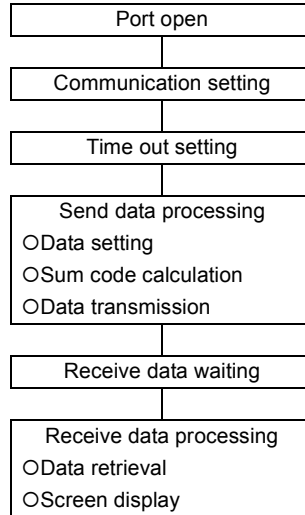 Port open
Communication setting
Time out setting
Send data processing
○Data setting
○Sum code calculation
○Data transmission
Receive data waiting
Receive data processing
○Data retrieval
○Screen display